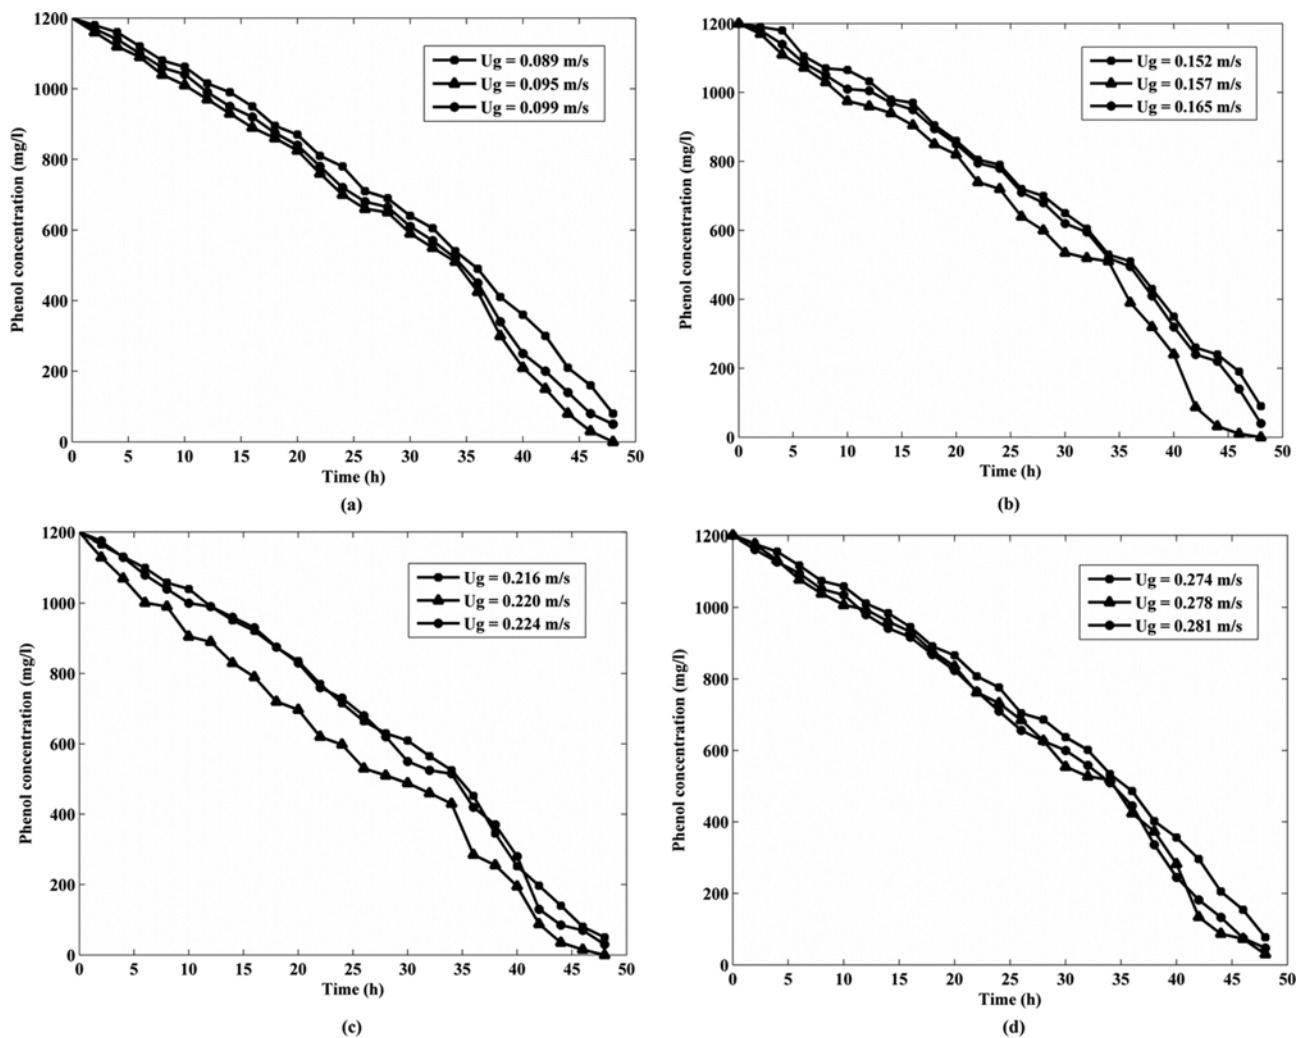 1200
1000
800
600
400
200
0
Phenol concentration (mg/l)
Ug = 0.089 m/s
Ug = 0.095 m/s
Ug = 0.099 m/s
0 5 10 15 20 25 30 35 40 45 50
Time (h)
(a)
1200
1000
800
600
400
200
0
Phenol concentration (mg/l)
Ug = 0.152 m/s
Ug = 0.157 m/s
Ug = 0.165 m/s
0 5 10 15 20 25 30 35 40 45 50
Time (h)
(b)
1200
1000
800
600
400
200
0
Phenol concentration (mg/l)
Ug = 0.216 m/s
Ug = 0.220 m/s
Ug = 0.224 m/s
0 5 10 15 20 25 30 35 40 45 50
Time (h)
(c)
1200
1000
800
600
400
200
0
Phenol concentration (mg/l)
Ug = 0.274 m/s
Ug = 0.278 m/s
Ug = 0.281 m/s
0 5 10 15 20 25 30 35 40 45 50
Time (h)
(d)